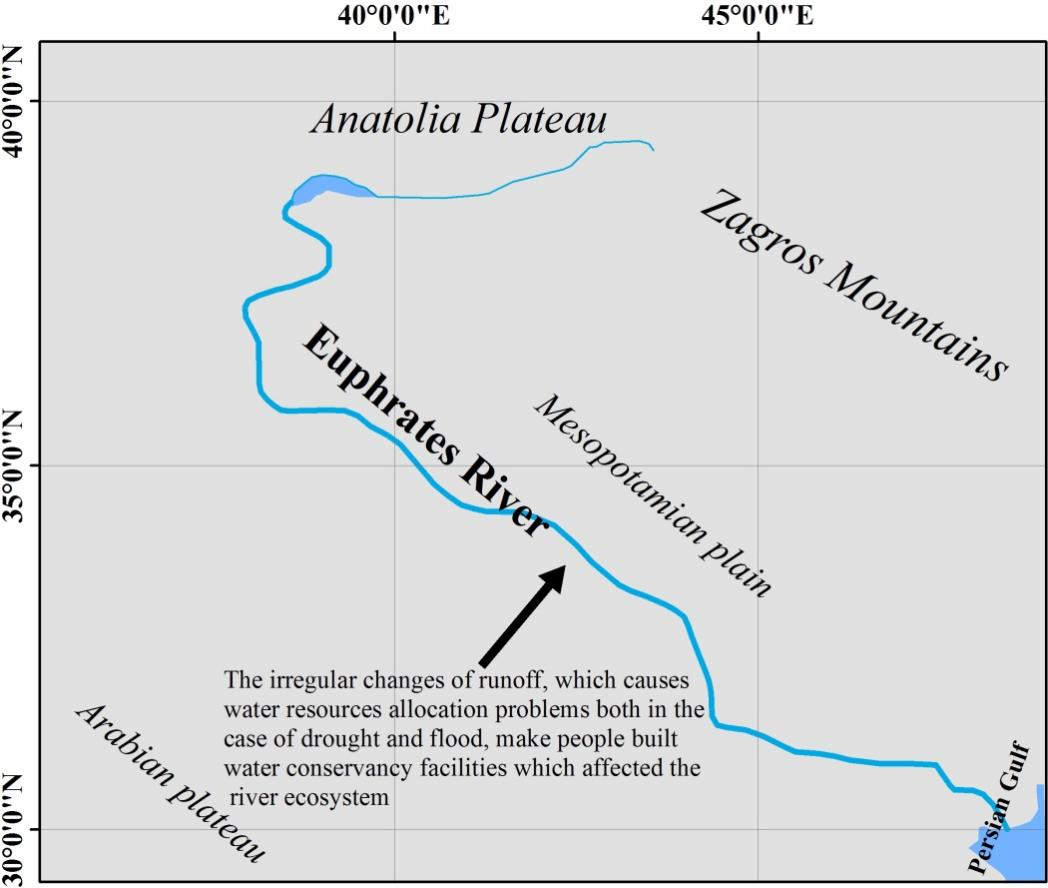 40°0'0"E
45°0'0"E
40°0'0"N
Anatolia Plateau
Zagros Mountains
Euphrates River
Mesopotamian plain
35°0'0"N
The irregular changes of runoff, which causes
water resources allocation problems both in the
case of drought and flood, make people built
water conservancy facilities which affected the
river ecosystem
Arabian plateau
Persian Gulf
30°0'0"N